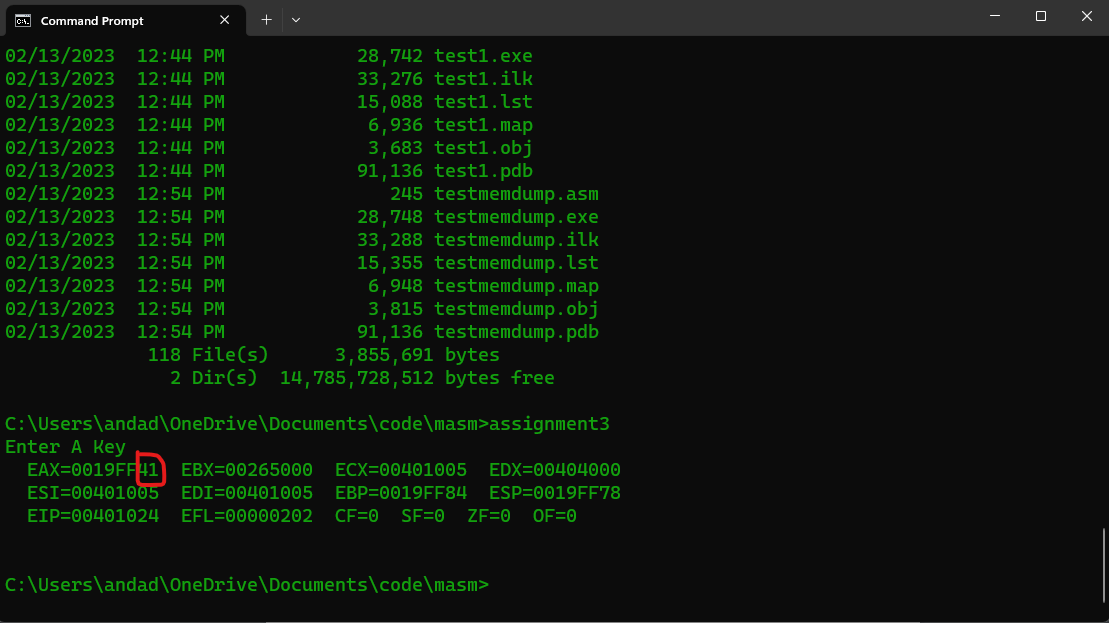 Command Prompt
02/13/2023  12:44 PM            28,742 test1.exe
02/13/2023  12:44 PM            33,276 test1.ilk
02/13/2023  12:44 PM            15,088 test1.lst
02/13/2023  12:44 PM             6,936 test1.map
02/13/2023  12:44 PM             3,683 test1.obj
02/13/2023  12:44 PM            91,136 test1.pdb
02/13/2023  12:54 PM               245 testmemdump.asm
02/13/2023  12:54 PM            28,748 testmemdump.exe
02/13/2023  12:54 PM            33,288 testmemdump.ilk
02/13/2023  12:54 PM            15,355 testmemdump.lst
02/13/2023  12:54 PM             6,948 testmemdump.map
02/13/2023  12:54 PM             3,815 testmemdump.obj
02/13/2023  12:54 PM            91,136 testmemdump.pdb
             118 File(s)      3,855,691 bytes
               2 Dir(s)  14,785,728,512 bytes free
C:\Users\andad\OneDrive\Documents\code\masm>assignment3
Enter A Key
  EAX=0019FF41  EBX=00265000  ECX=00401005  EDX=00404000
  ESI=00401005  EDI=00401005  EBP=0019FF84  ESP=0019FF78
  EIP=00401024  EFL=00000202  CF=0  SF=0  ZF=0  OF=0
C:\Users\andad\OneDrive\Documents\code\masm>